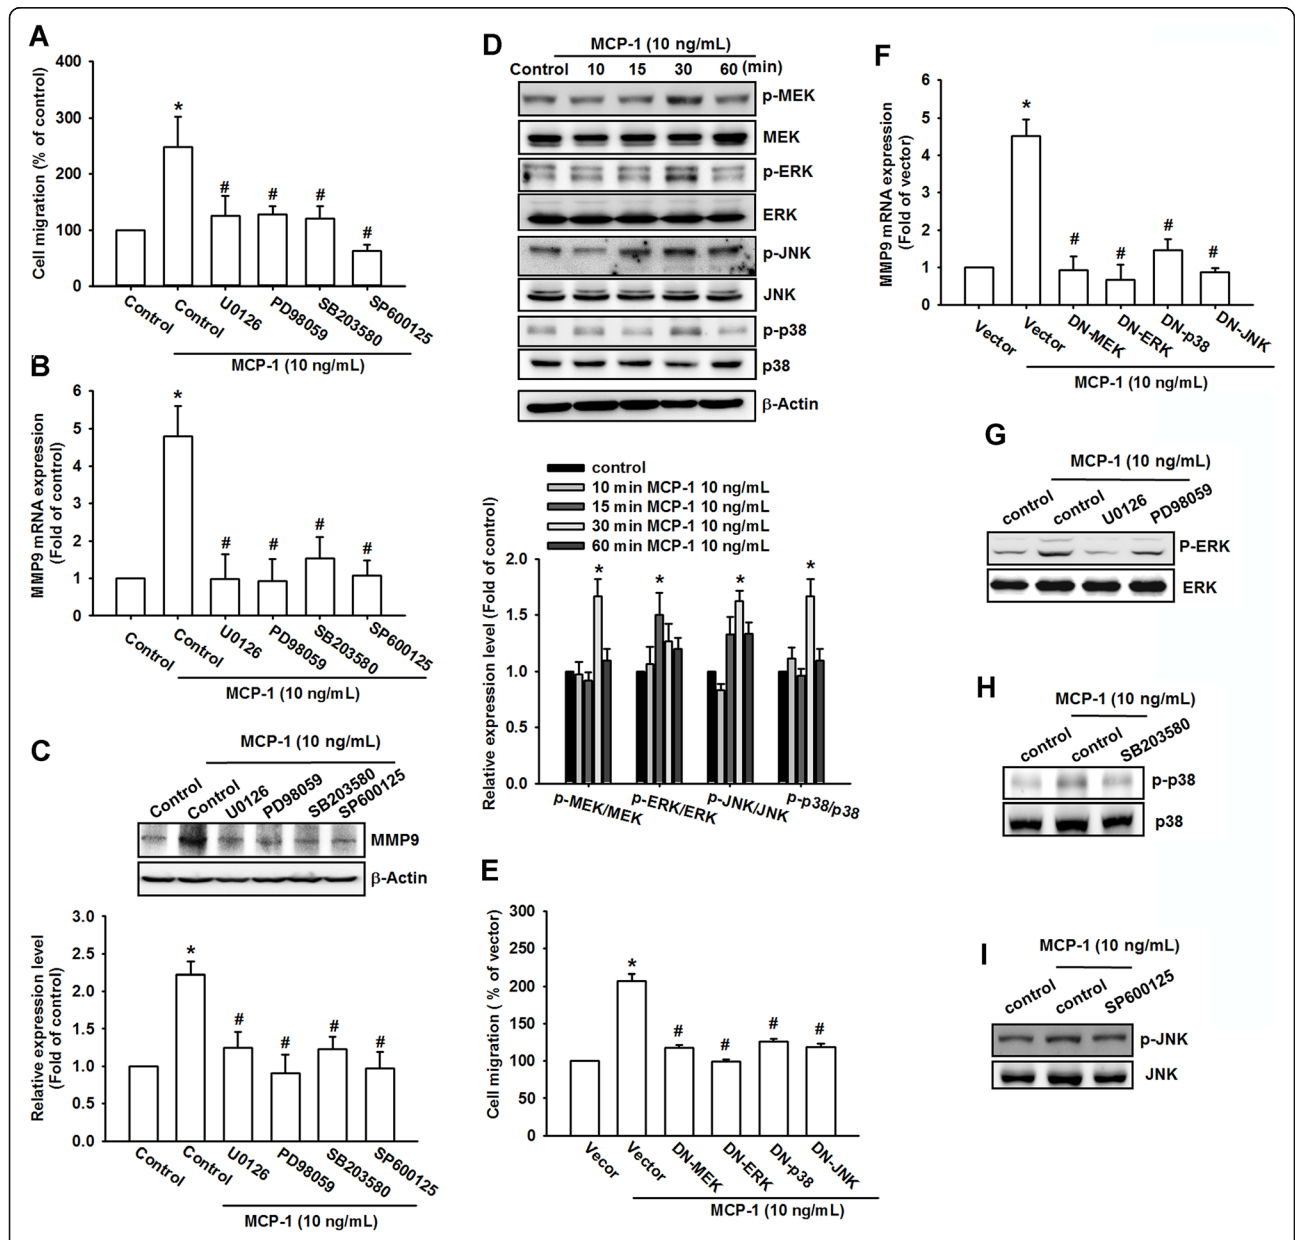 A
Cell migration (% of control)
400
300
200
100
0
*
#
#
#
#
Control
Control
U0126
PD98059
SB203580
SP600125
MCP-1 (10 ng/mL)
B
MMP9 mRNA expression
(Fold of control)
6
5
4
3
2
1
0
*
#
#
#
#
Control
Control
U0126
PD98059
SB203580
SP600125
MCP-1 (10 ng/mL)
C
MCP-1 (10 ng/mL)
Control
Control
U0126
PD98059
SB203580
SP600125
MMP9
β-Actin
Relative expression level
(Fold of control)
3.0
2.5
2.0
1.5
1.0
0.5
0.0
*
#
#
#
#
Control
Control
U0126
PD98059
SB203580
SP600125
MCP-1 (10 ng/mL)
D
MCP-1 (10 ng/mL)
Control 10 15 30 60 (min)
p-MEK
MEK
p-ERK
ERK
p-JNK
JNK
p-p38
p38
β-Actin
control
10 min MCP-1 10 ng/mL
15 min MCP-1 10 ng/mL
30 min MCP-1 10 ng/mL
60 min MCP-1 10 ng/mL
Relative expression level (Fold of control)
2.0
1.5
1.0
0.5
0.0
*
*
*
*
p-MEK/MEK
p-ERK/ERK
p-JNK/JNK
p-p38/p38
E
Cell migration ( % of vector)
300
250
200
150
100
50
0
*
#
#
#
#
Vecor
Vector
DN-MEK
DN-ERK
DN-p38
DN-JNK
MCP-1 (10 ng/mL)
F
MMP9 mRNA expression
(Fold of vector)
6
5
4
3
2
1
0
*
#
#
#
#
Vector
Vector
DN-MEK
DN-ERK
DN-p38
DN-JNK
MCP-1 (10 ng/mL)
G
MCP-1 (10 ng/mL)
control
control
U0126
PD98059
P-ERK
ERK
H
MCP-1 (10 ng/mL)
control
control
SB203580
p-p38
p38
I
MCP-1 (10 ng/mL)
control
control
SP600125
p-JNK
JNK